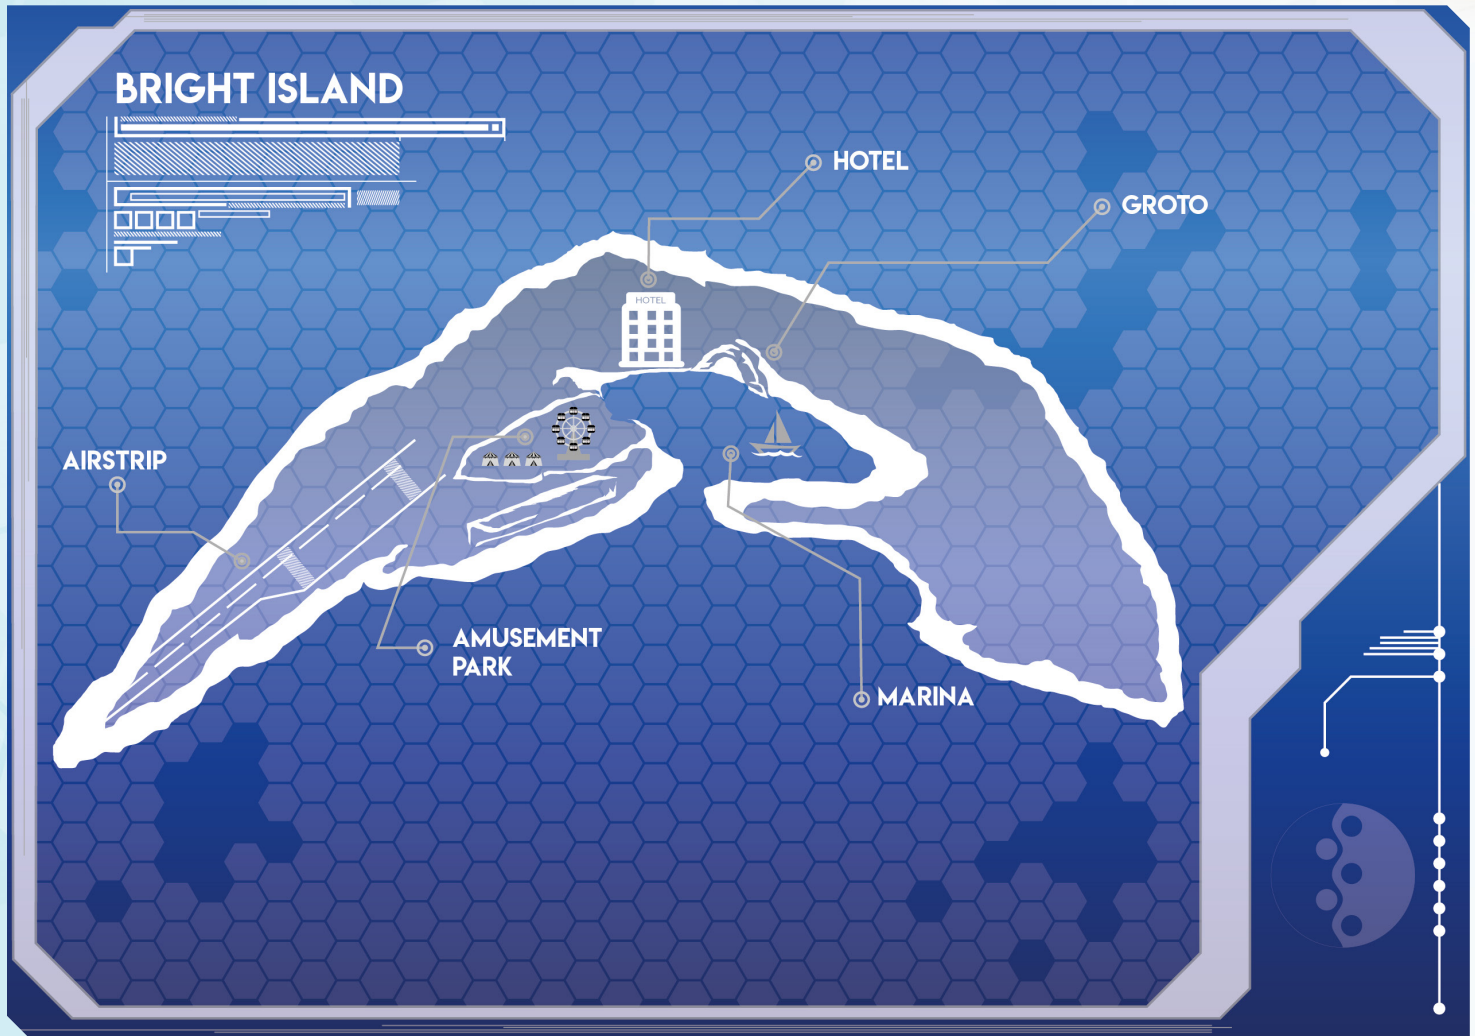 BRIGHT ISLAND
HOTEL
GROTO
HOTEL
AIRSTRIP
AMUSEMENT
PARK
MARINA